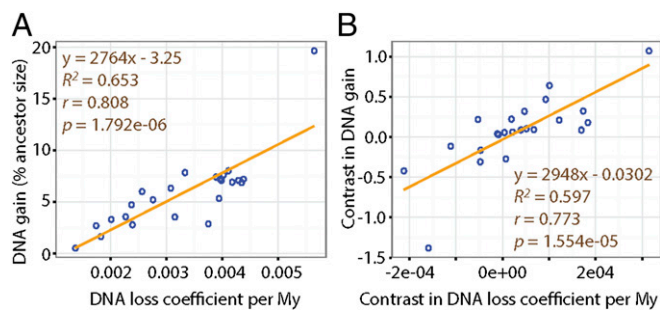 A
y = 2764x - 3.25
R² = 0.653
r = 0.808
p = 1.792e-06
DNA gain (% ancestor size)
20
15
10
5
0
0.002 0.003 0.004 0.005
DNA loss coefficient per My
B
Contrast in DNA gain
1.0
0.5
0.0
-0.5
-1.0
-1.5
y = 2948x - 0.0302
R² = 0.597
r = 0.773
p = 1.554e-05
-2e-04 0e+00 2e+04
Contrast in DNA loss coefficient per My